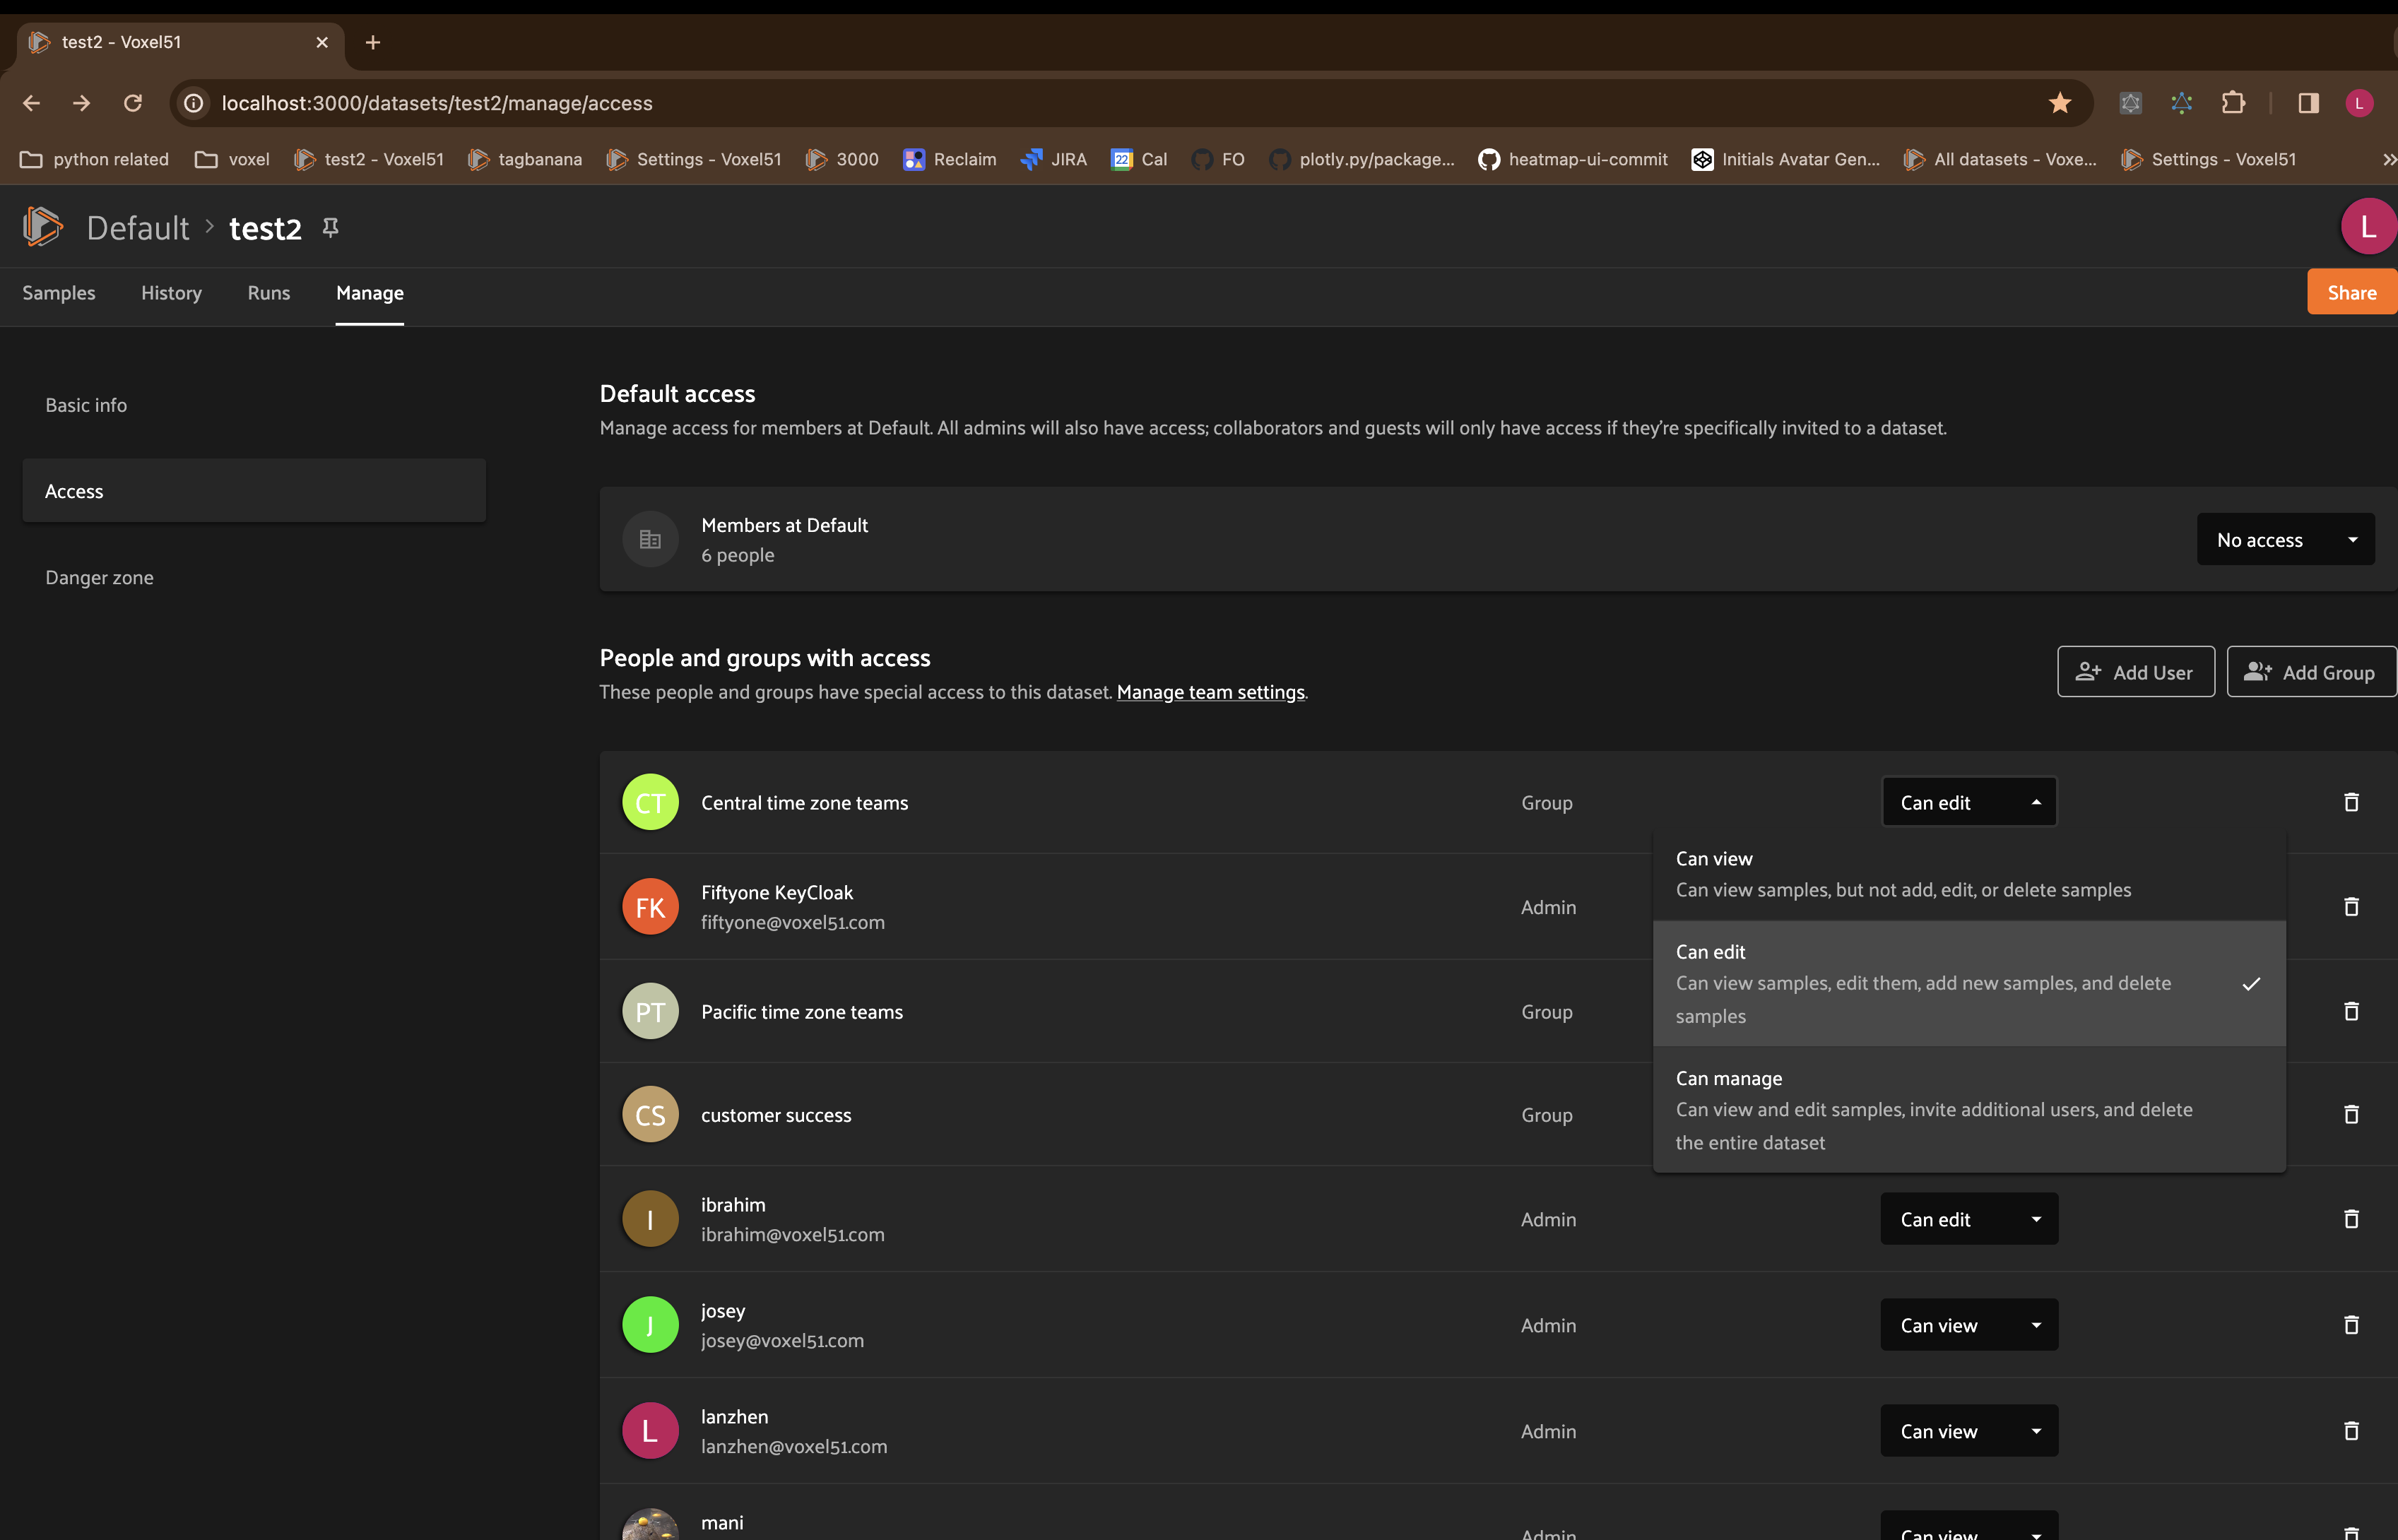 test2 - Voxel51
localhost:3000/datasets/test2/manage/access
L
python related
voxel
test2 - Voxel51
tagbanana
Settings - Voxel51
3000
Reclaim
JIRA
22
Cal
FO
plotly.py/package...
heatmap-ui-commit
Initials Avatar Gen...
All datasets - Voxe...
Settings - Voxel51
Default
test2
L
Samples
History
Runs
Manage
Share
Basic info
Access
Danger zone
Default access
Manage access for members at Default. All admins will also have access; collaborators and guests will only have access if they're specifically invited to a dataset.
Members at Default
6 people
No access
People and groups with access
These people and groups have special access to this dataset. Manage team settings.
Add User
Add Group
CT
Central time zone teams
Group
Can edit
Can view
Can view samples, but not add, edit, or delete samples
Can edit
Can view samples, edit them, add new samples, and delete
samples
Can manage
Can view and edit samples, invite additional users, and delete
the entire dataset
FK
Fiftyone KeyCloak
fiftyone@voxel51.com
Admin
PT
Pacific time zone teams
Group
CS
customer success
Group
I
ibrahim
ibrahim@voxel51.com
Admin
Can edit
J
josey
josey@voxel51.com
Admin
Can view
L
lanzhen
lanzhen@voxel51.com
Admin
Can view
mani
Admin
Can view